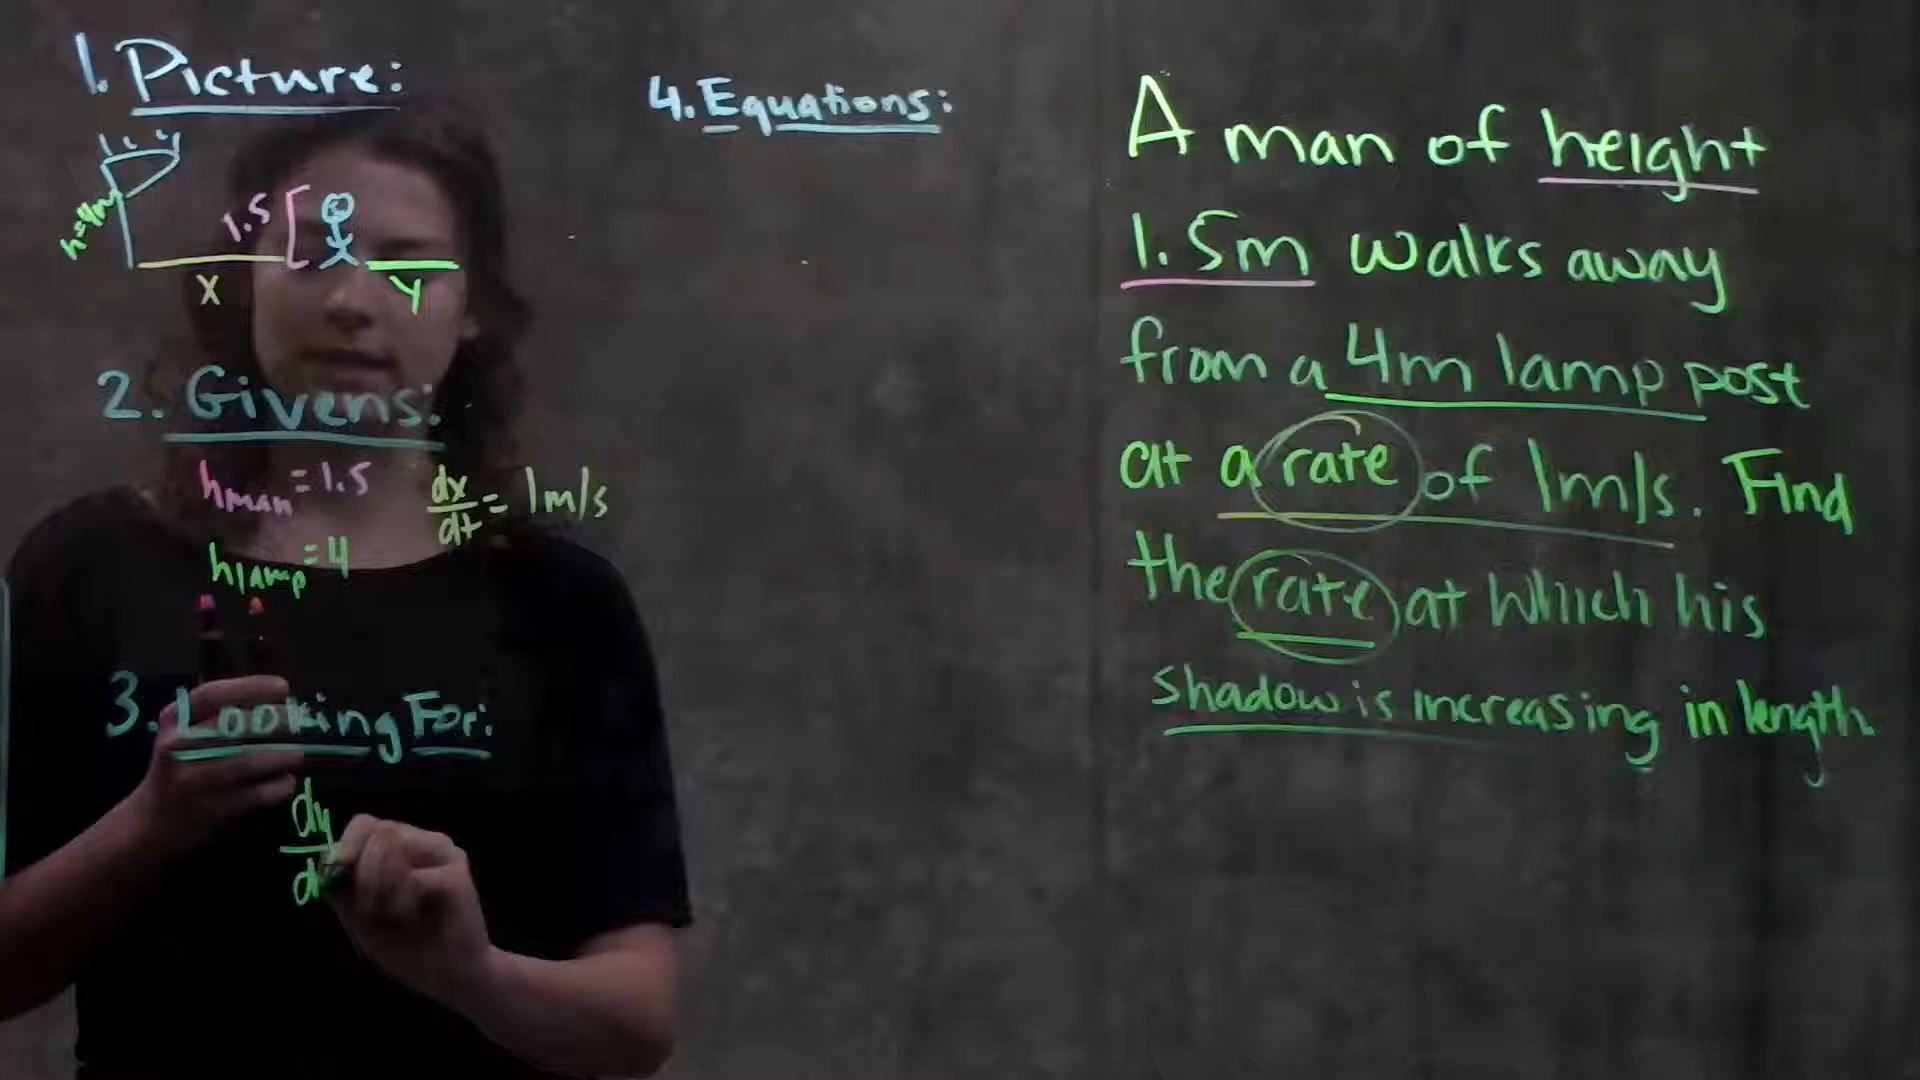 1. Picture:
h=4m
1.5
X
Y
2. Givens:
hman=1.5
dx/dt = 1m/s
hlamp=4
3. Looking For:
dy
d
4. Equations:
A man of height
1.5m walks away
from a 4m lamp post
at a rate of 1m/s. Find
the rate at which his
shadow is increasing in length.